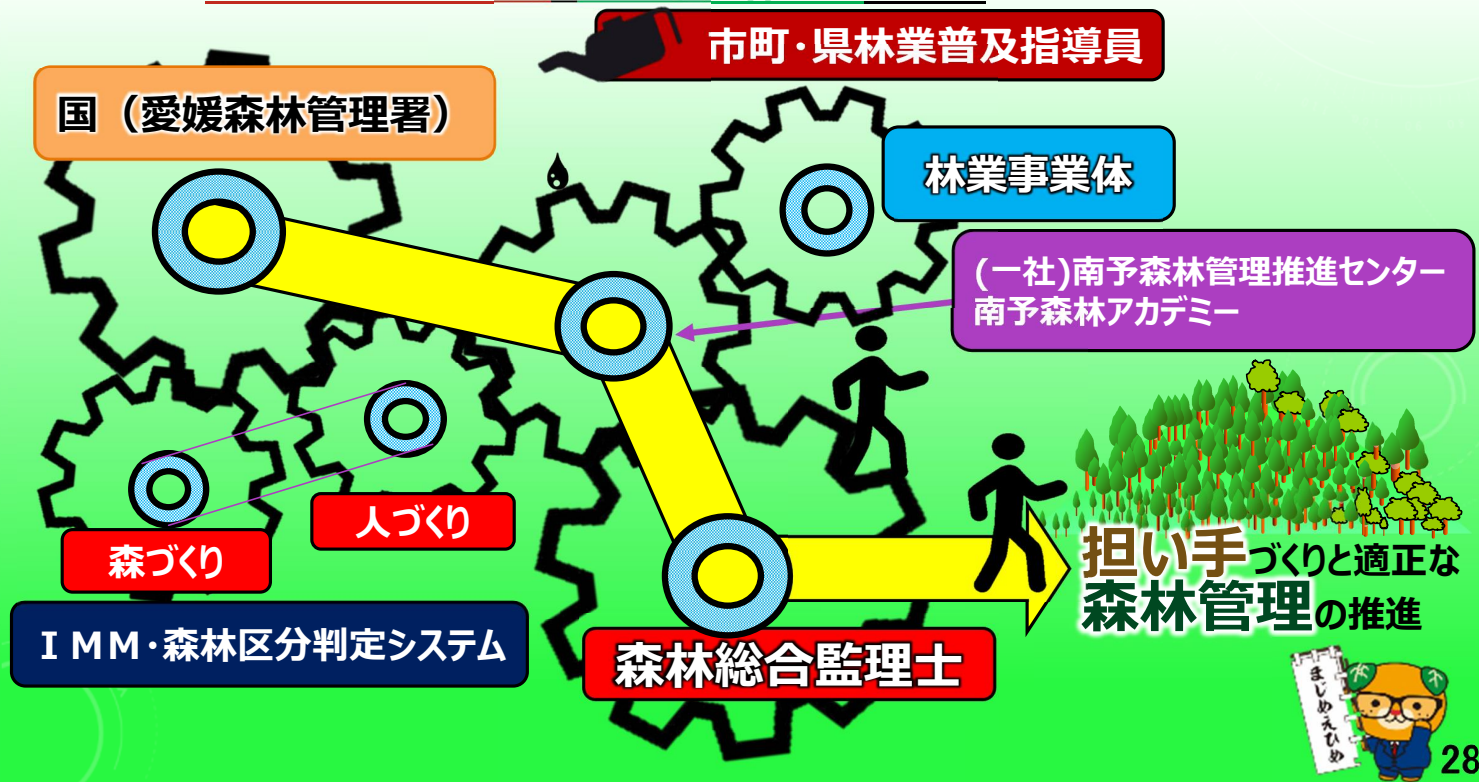 市町・県林業普及指導員
国（愛媛森林管理署）
林業事業体
(一社)南予森林管理推進センター
南予森林アカデミー
人づくり
森づくり
ＩＭＭ・森林区分判定システム
森林総合監理士
担い手づくりと適正な
森林管理の推進
まじめえひめ
28